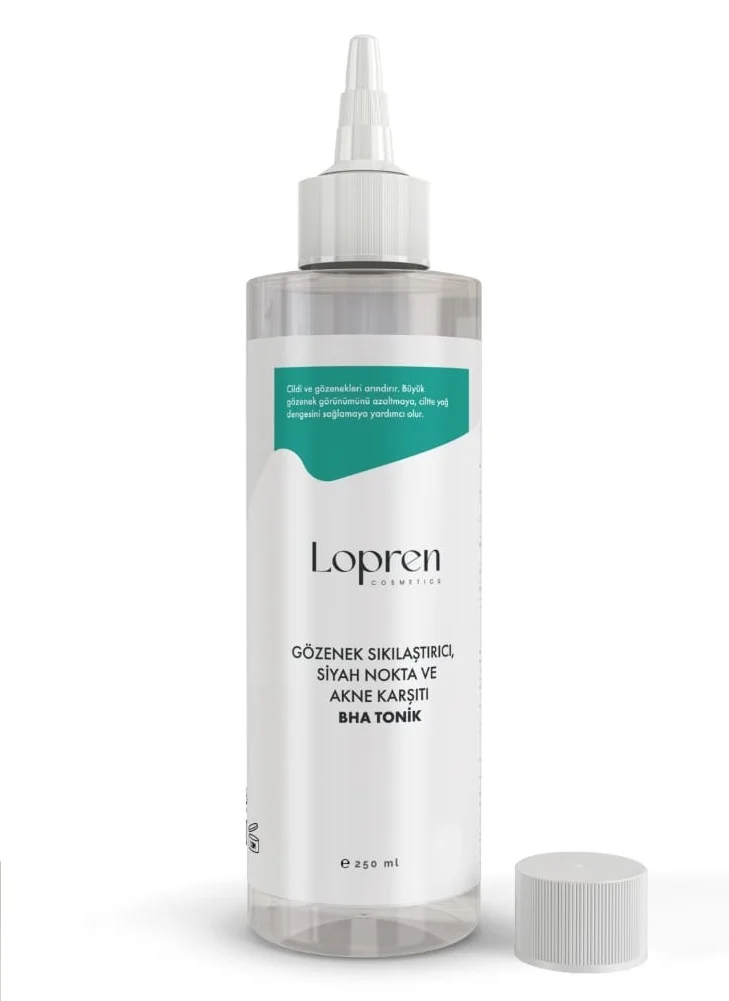 Cildi ve gözenekleri arındırır. Büyük
gözenek görünümünü azaltmaya, ciltte yağ
dengesini sağlamaya yardımcı olur.
Lopren
COSMETICS
GÖZENEK SIKILAŞTIRICI,
SİYAH NOKTA VE
AKNE KARŞITI
BHA TONİK
e 250 ml